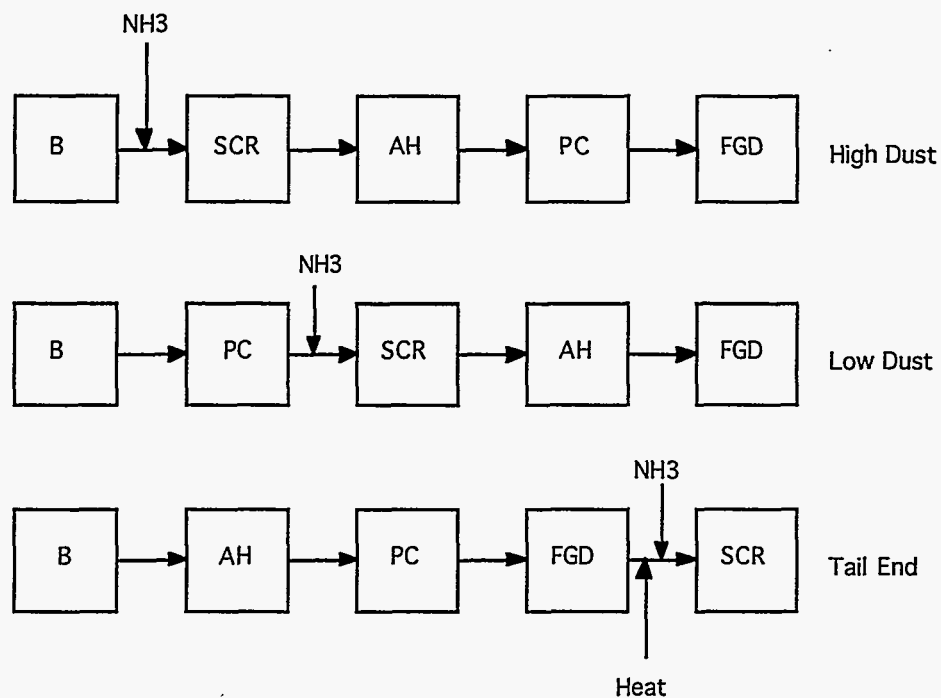 NH3
B SCR AH PC FGD High Dust
NH3
B PC SCR AH FGD Low Dust
NH3
B AH PC FGD SCR Tail End
Heat